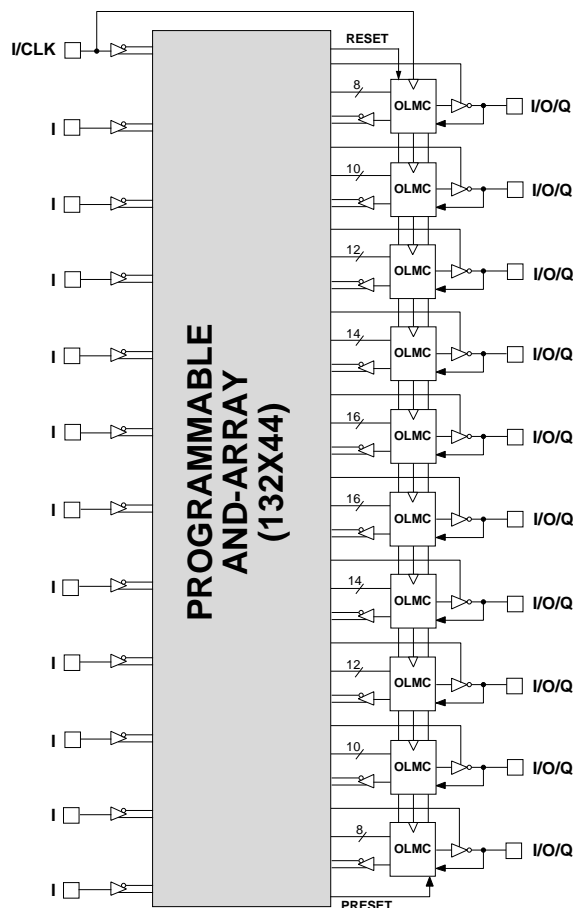 RESET
I/CLK
8
OLMC
I/O/Q
I
10
OLMC
I/O/Q
I
12
OLMC
I/O/Q
I
14
OLMC
I/O/Q
I
16
OLMC
I/O/Q
I
PROGRAMMABLE
AND-ARRAY
(132X44)
16
OLMC
I/O/Q
I
14
OLMC
I/O/Q
I
12
OLMC
I/O/Q
I
10
OLMC
I/O/Q
I
8
OLMC
I/O/Q
I
I
PRESET